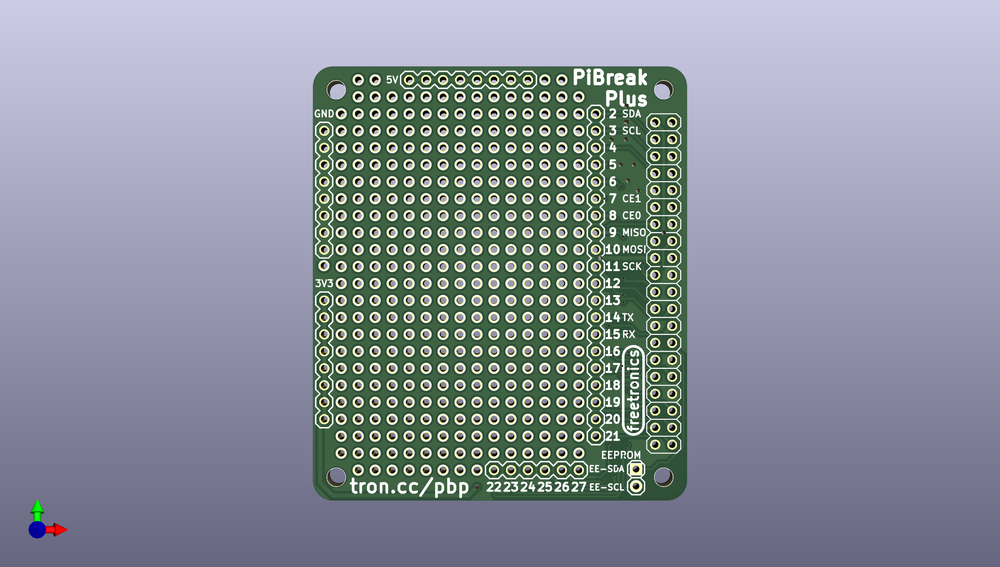 5V
PiBreak
Plus
GND
2 SDA
3 SCL
4
5
6
7 CE1
8 CE0
9 MISO
10 MOSI
11 SCK
3V3
12
13
14 TX
15 RX
16
17
18
19
20
21
freetronics
EEPROM
EE-SDA
tron.cc/pbp
22 23 24 25 26 27 EE-SCL